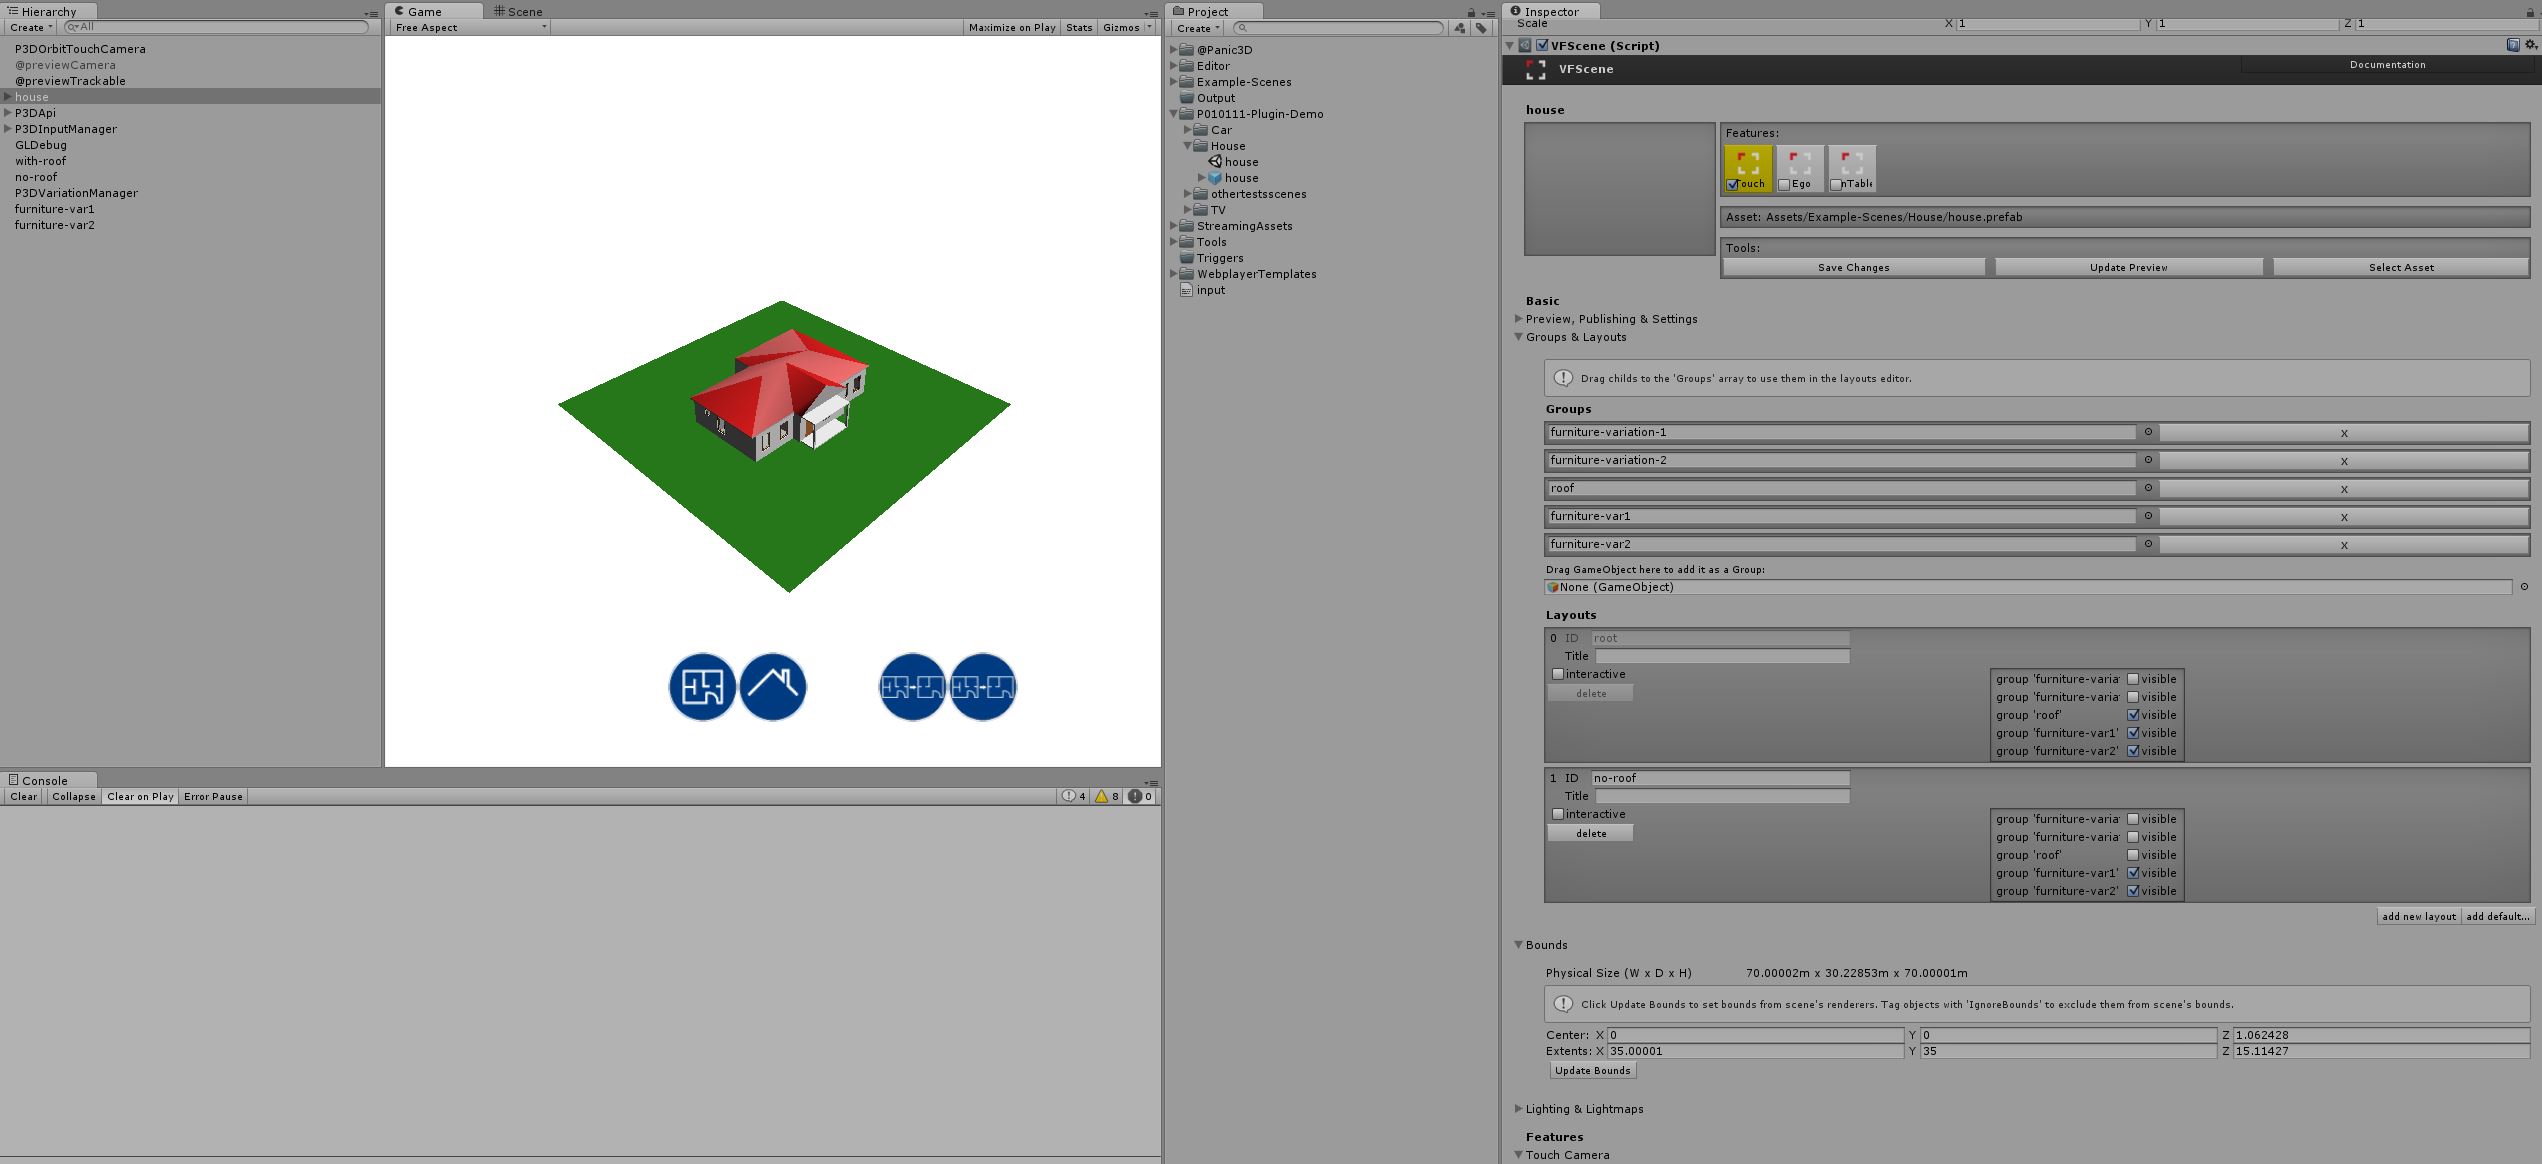 Hierarchy
Create
All
P3DOrbitTouchCamera
@previewCamera
@previewTrackable
house
P3DApi
P3DInputManager
GLDebug
with-roof
no-roof
P3DVariationManager
furniture-var1
furniture-var2
Game
Scene
Free Aspect
Maximize on Play
Stats
Gizmos
Console
Clear
Collapse
Clear on Play
Error Pause
4
8
0
Project
Create
@Panic3D
Editor
Example-Scenes
Output
P010111-Plugin-Demo
Car
House
house
house
othertestsscenes
TV
StreamingAssets
Tools
Triggers
WebplayerTemplates
input
Inspector
Scale X 1 Y 1 Z 1
VFScene (Script)
VFScene
Documentation
house
Features:
Touch
Ego
nTable
Asset: Assets/Example-Scenes/House/house.prefab
Tools:
Save Changes
Update Preview
Select Asset
Basic
Preview, Publishing & Settings
Groups & Layouts
Drag childs to the 'Groups' array to use them in the layouts editor.
Groups
furniture-variation-1 x
furniture-variation-2 x
roof x
furniture-var1 x
furniture-var2 x
Drag GameObject here to add it as a Group:
None (GameObject)
Layouts
0 ID root
Title
interactive
delete
group 'furniture-varia visible
group 'furniture-varia visible
group 'roof' visible
group 'furniture-var1' visible
group 'furniture-var2' visible
1 ID no-roof
Title
interactive
delete
group 'furniture-varia visible
group 'furniture-varia visible
group 'roof' visible
group 'furniture-var1' visible
group 'furniture-var2' visible
add new layout
add default...
Bounds
Physical Size (W x D x H) 70.00002m x 30.22853m x 70.00001m
Click Update Bounds to set bounds from scene's renderers. Tag objects with 'IgnoreBounds' to exclude them from scene's bounds.
Center: X 0 Y 0 Z 1.062428
Extents: X 35.00001 Y 35 Z 15.11427
Update Bounds
Lighting & Lightmaps
Features
Touch Camera